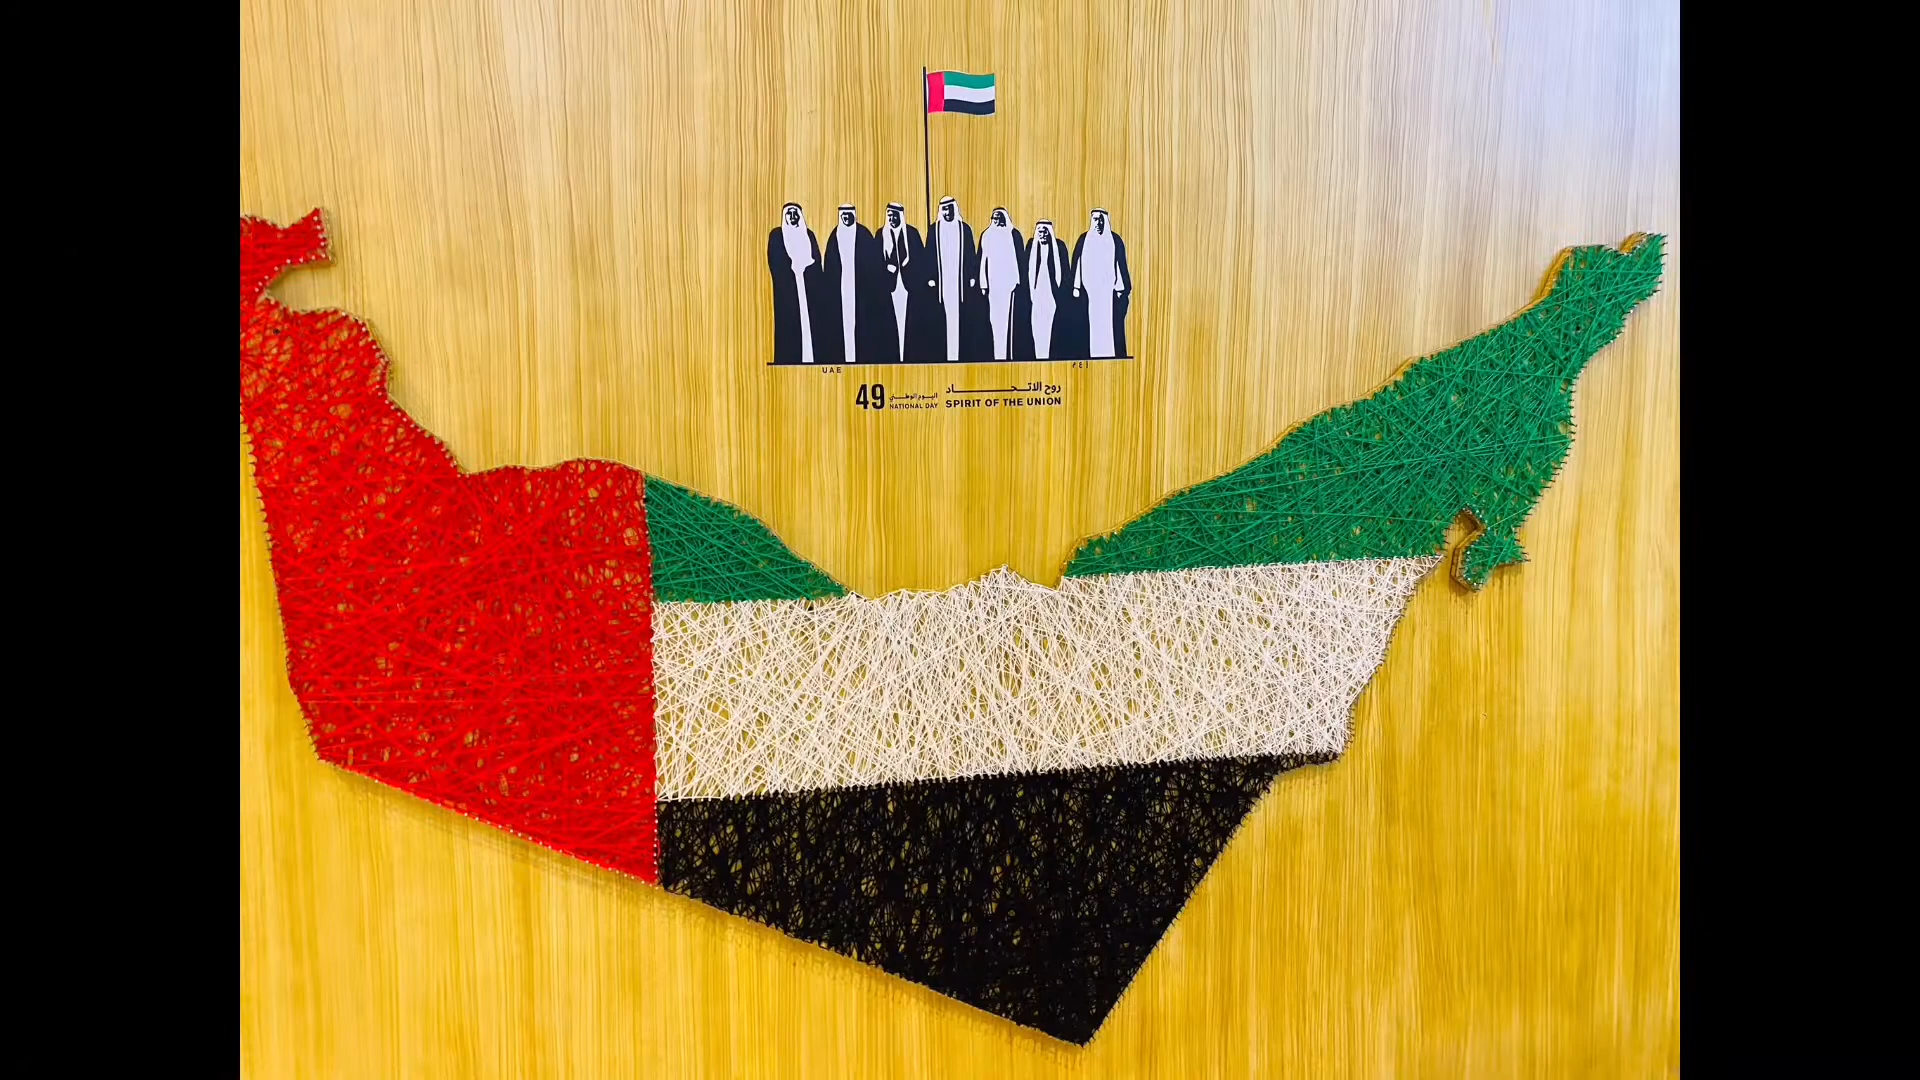 UAE
أ ع م
49 اليوم الوطني روح الاتحاد
NATIONAL DAY SPIRIT OF THE UNION